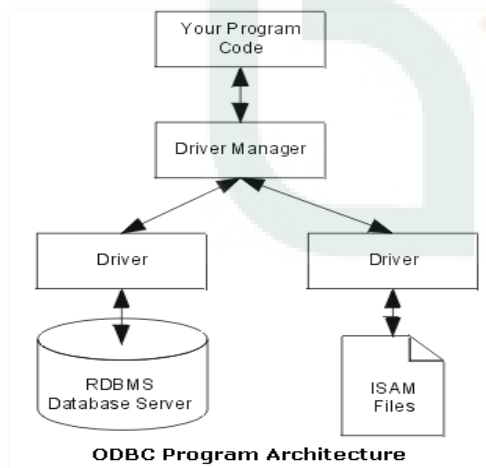 Your Program
Code
Driver Manager
Driver
Driver
RDBMS
Database Server
ISAM
Files
ODBC Program Architecture